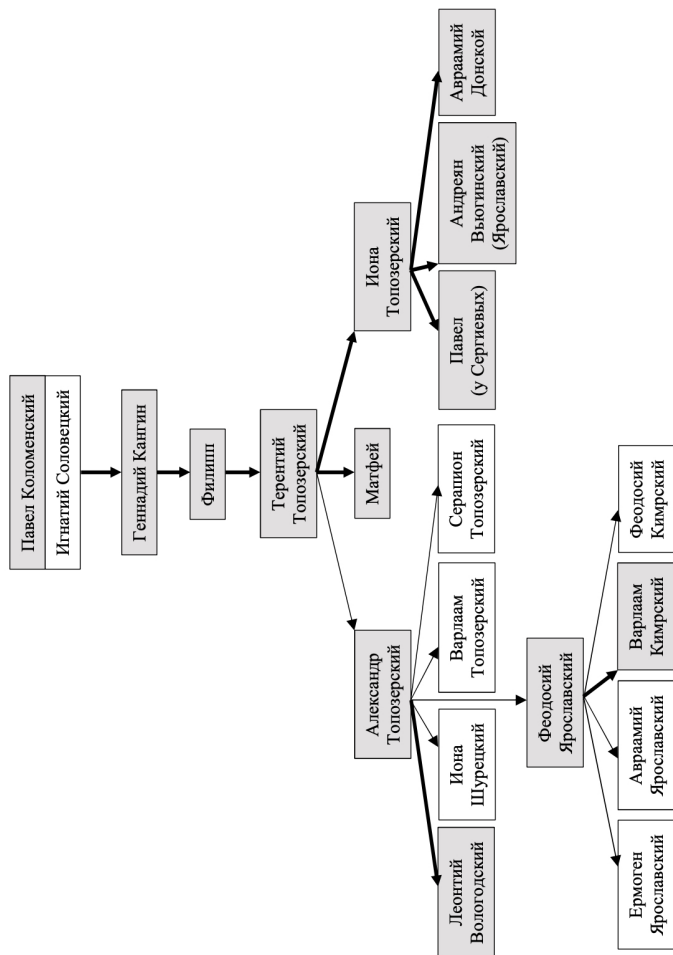 Павел Коломенский
Игнатий Соловецкий
Геннадий Кангин
Филипп
Терентий
Топозерский
Александр
Топозерский
Матфей
Иона
Топозерский
Леонтий
Вологодский
Иона
Шурецкий
Варлаам
Топозерский
Серапион
Топозерский
Павел
(у Сергиевых)
Андреян
Вьюгинский
(Ярославский)
Авраамий
Донской
Феодосий
Ярославский
Ермоген
Ярославский
Авраамий
Ярославский
Варлаам
Кимрский
Феодосий
Кимрский